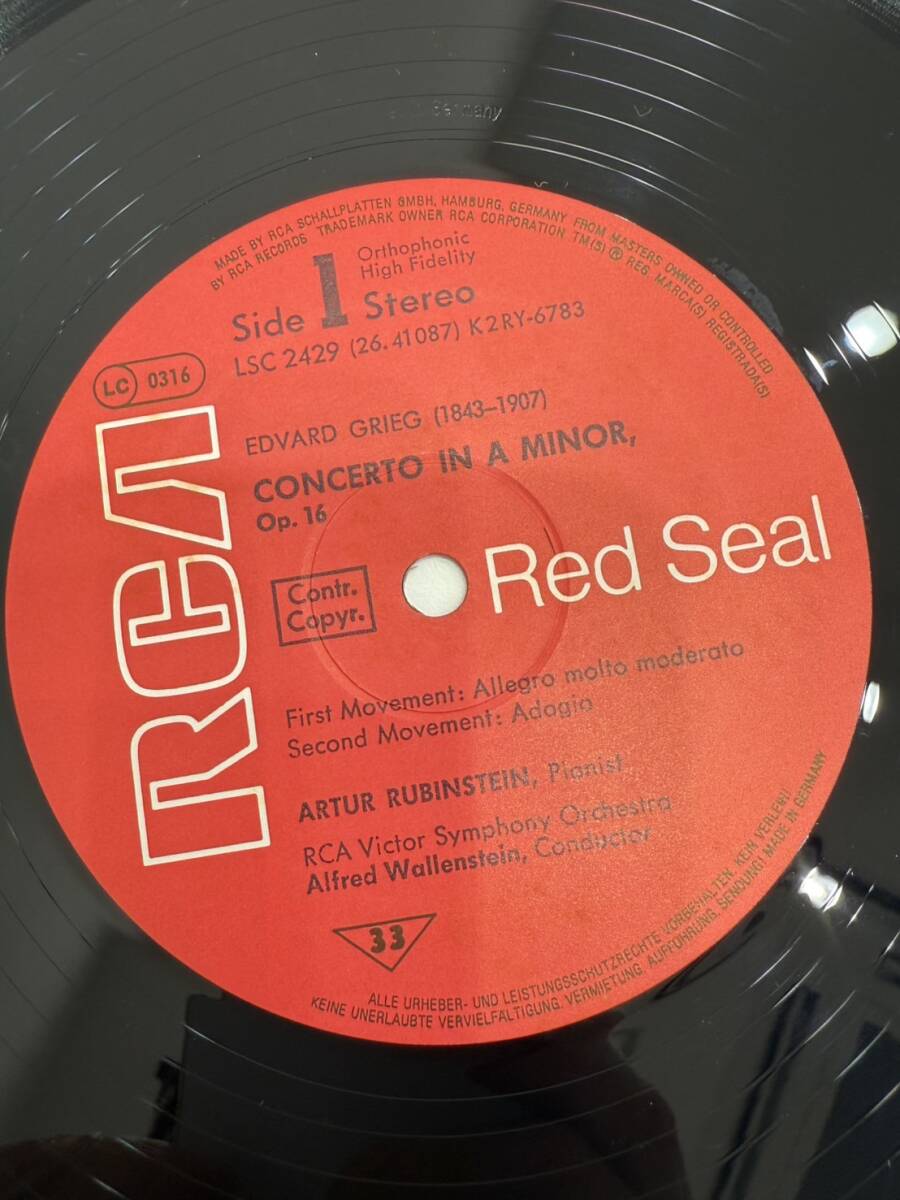 Germany
MADE BY RCA SCHALLPLATTEN GMBH, HAMBURG, GERMANY FROM MASTERS OWNED OR CONTROLLED
BY RCA RECORDS TRADEMARK OWNER RCA CORPORATION TM(S) ® REG. MARCA(S) REGISTRADA(S)
Side 1
Orthophonic
High Fidelity
Stereo
LSC 2429 (26.41087) K2RY-6783
LC 0316
RCA
EDVARD GRIEG (1843–1907)
CONCERTO IN A MINOR,
Op. 16
Red Seal
Contr.
Copyr.
First Movement: Allegro molto moderato
Second Movement: Adagio
ARTUR RUBINSTEIN, Pianist
RCA Victor Symphony Orchestra
Alfred Wallenstein, Conductor
33
ALLE URHEBER- UND LEISTUNGSSCHUTZRECHTE VORBEHALTEN. KEIN VERLEIH!
KEINE UNERLAUBTE VERVIELFÄLTIGUNG, VERMIETUNG, AUFFÜHRUNG, SENDUNG! MADE IN GERMANY